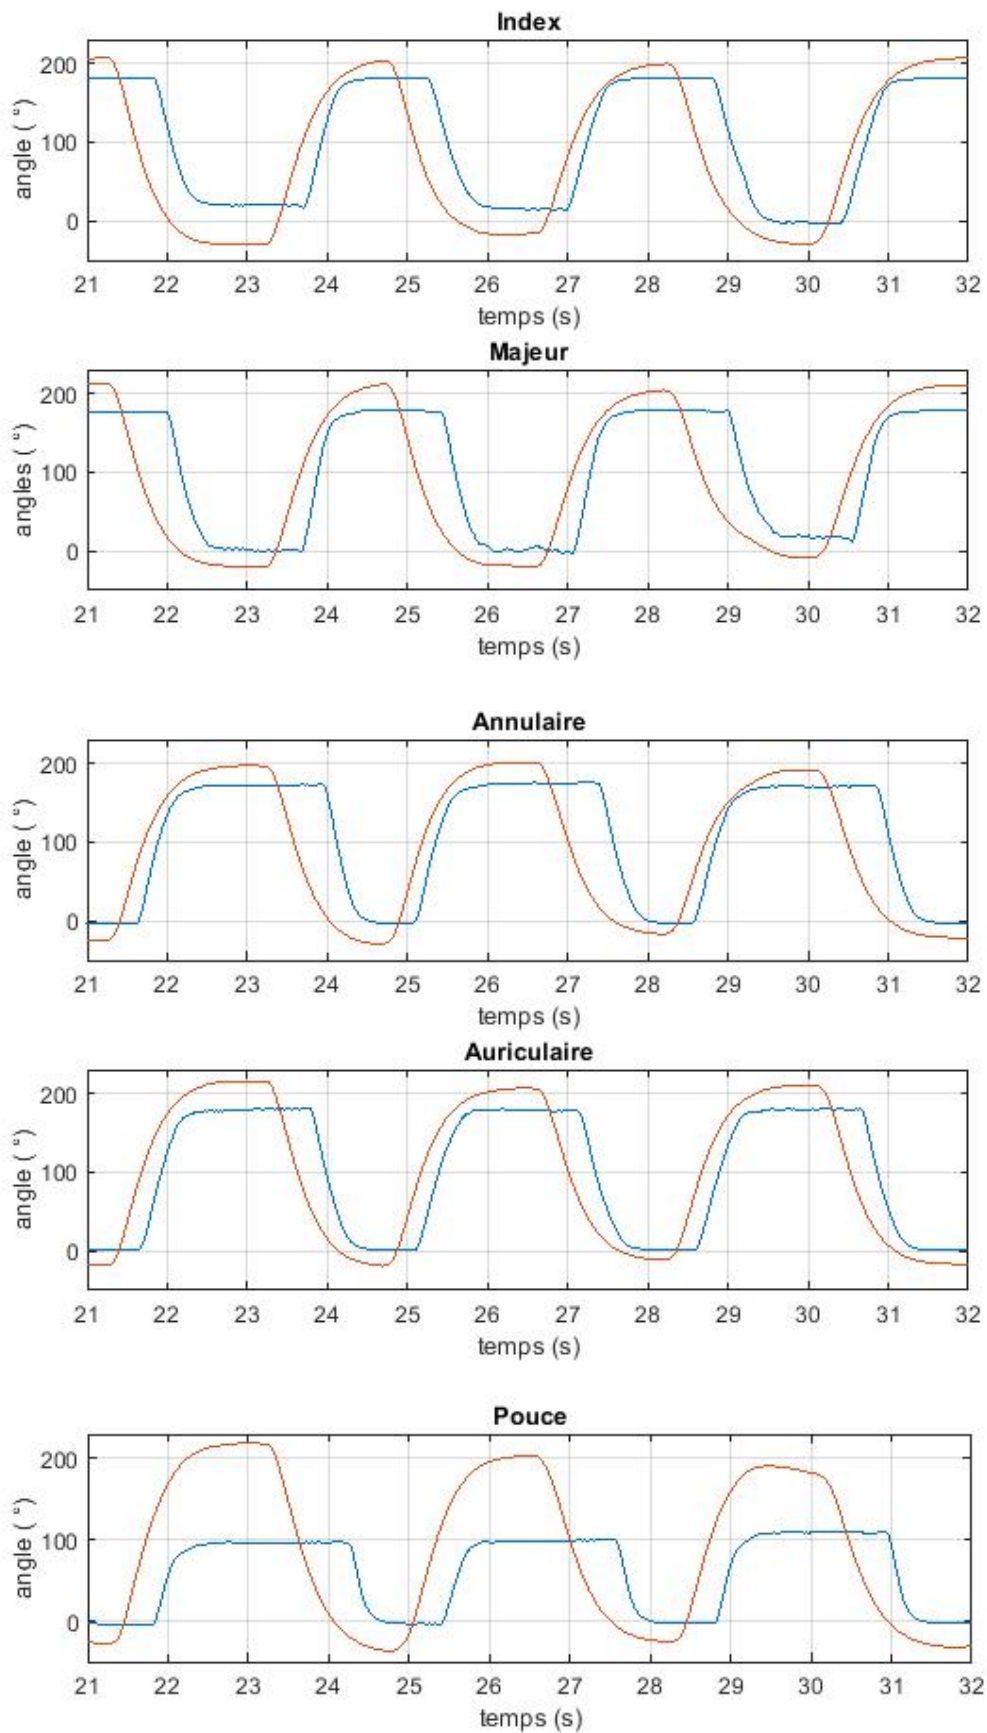 Index
200
100
0
angle ( °)
21 22 23 24 25 26 27 28 29 30 31 32
temps (s)
Majeur
200
100
0
angles ( °)
21 22 23 24 25 26 27 28 29 30 31 32
temps (s)
Annulaire
200
100
0
angle ( °)
21 22 23 24 25 26 27 28 29 30 31 32
temps (s)
Auriculaire
200
100
0
angle ( °)
21 22 23 24 25 26 27 28 29 30 31 32
temps (s)
Pouce
200
100
0
angle ( °)
21 22 23 24 25 26 27 28 29 30 31 32
temps (s)